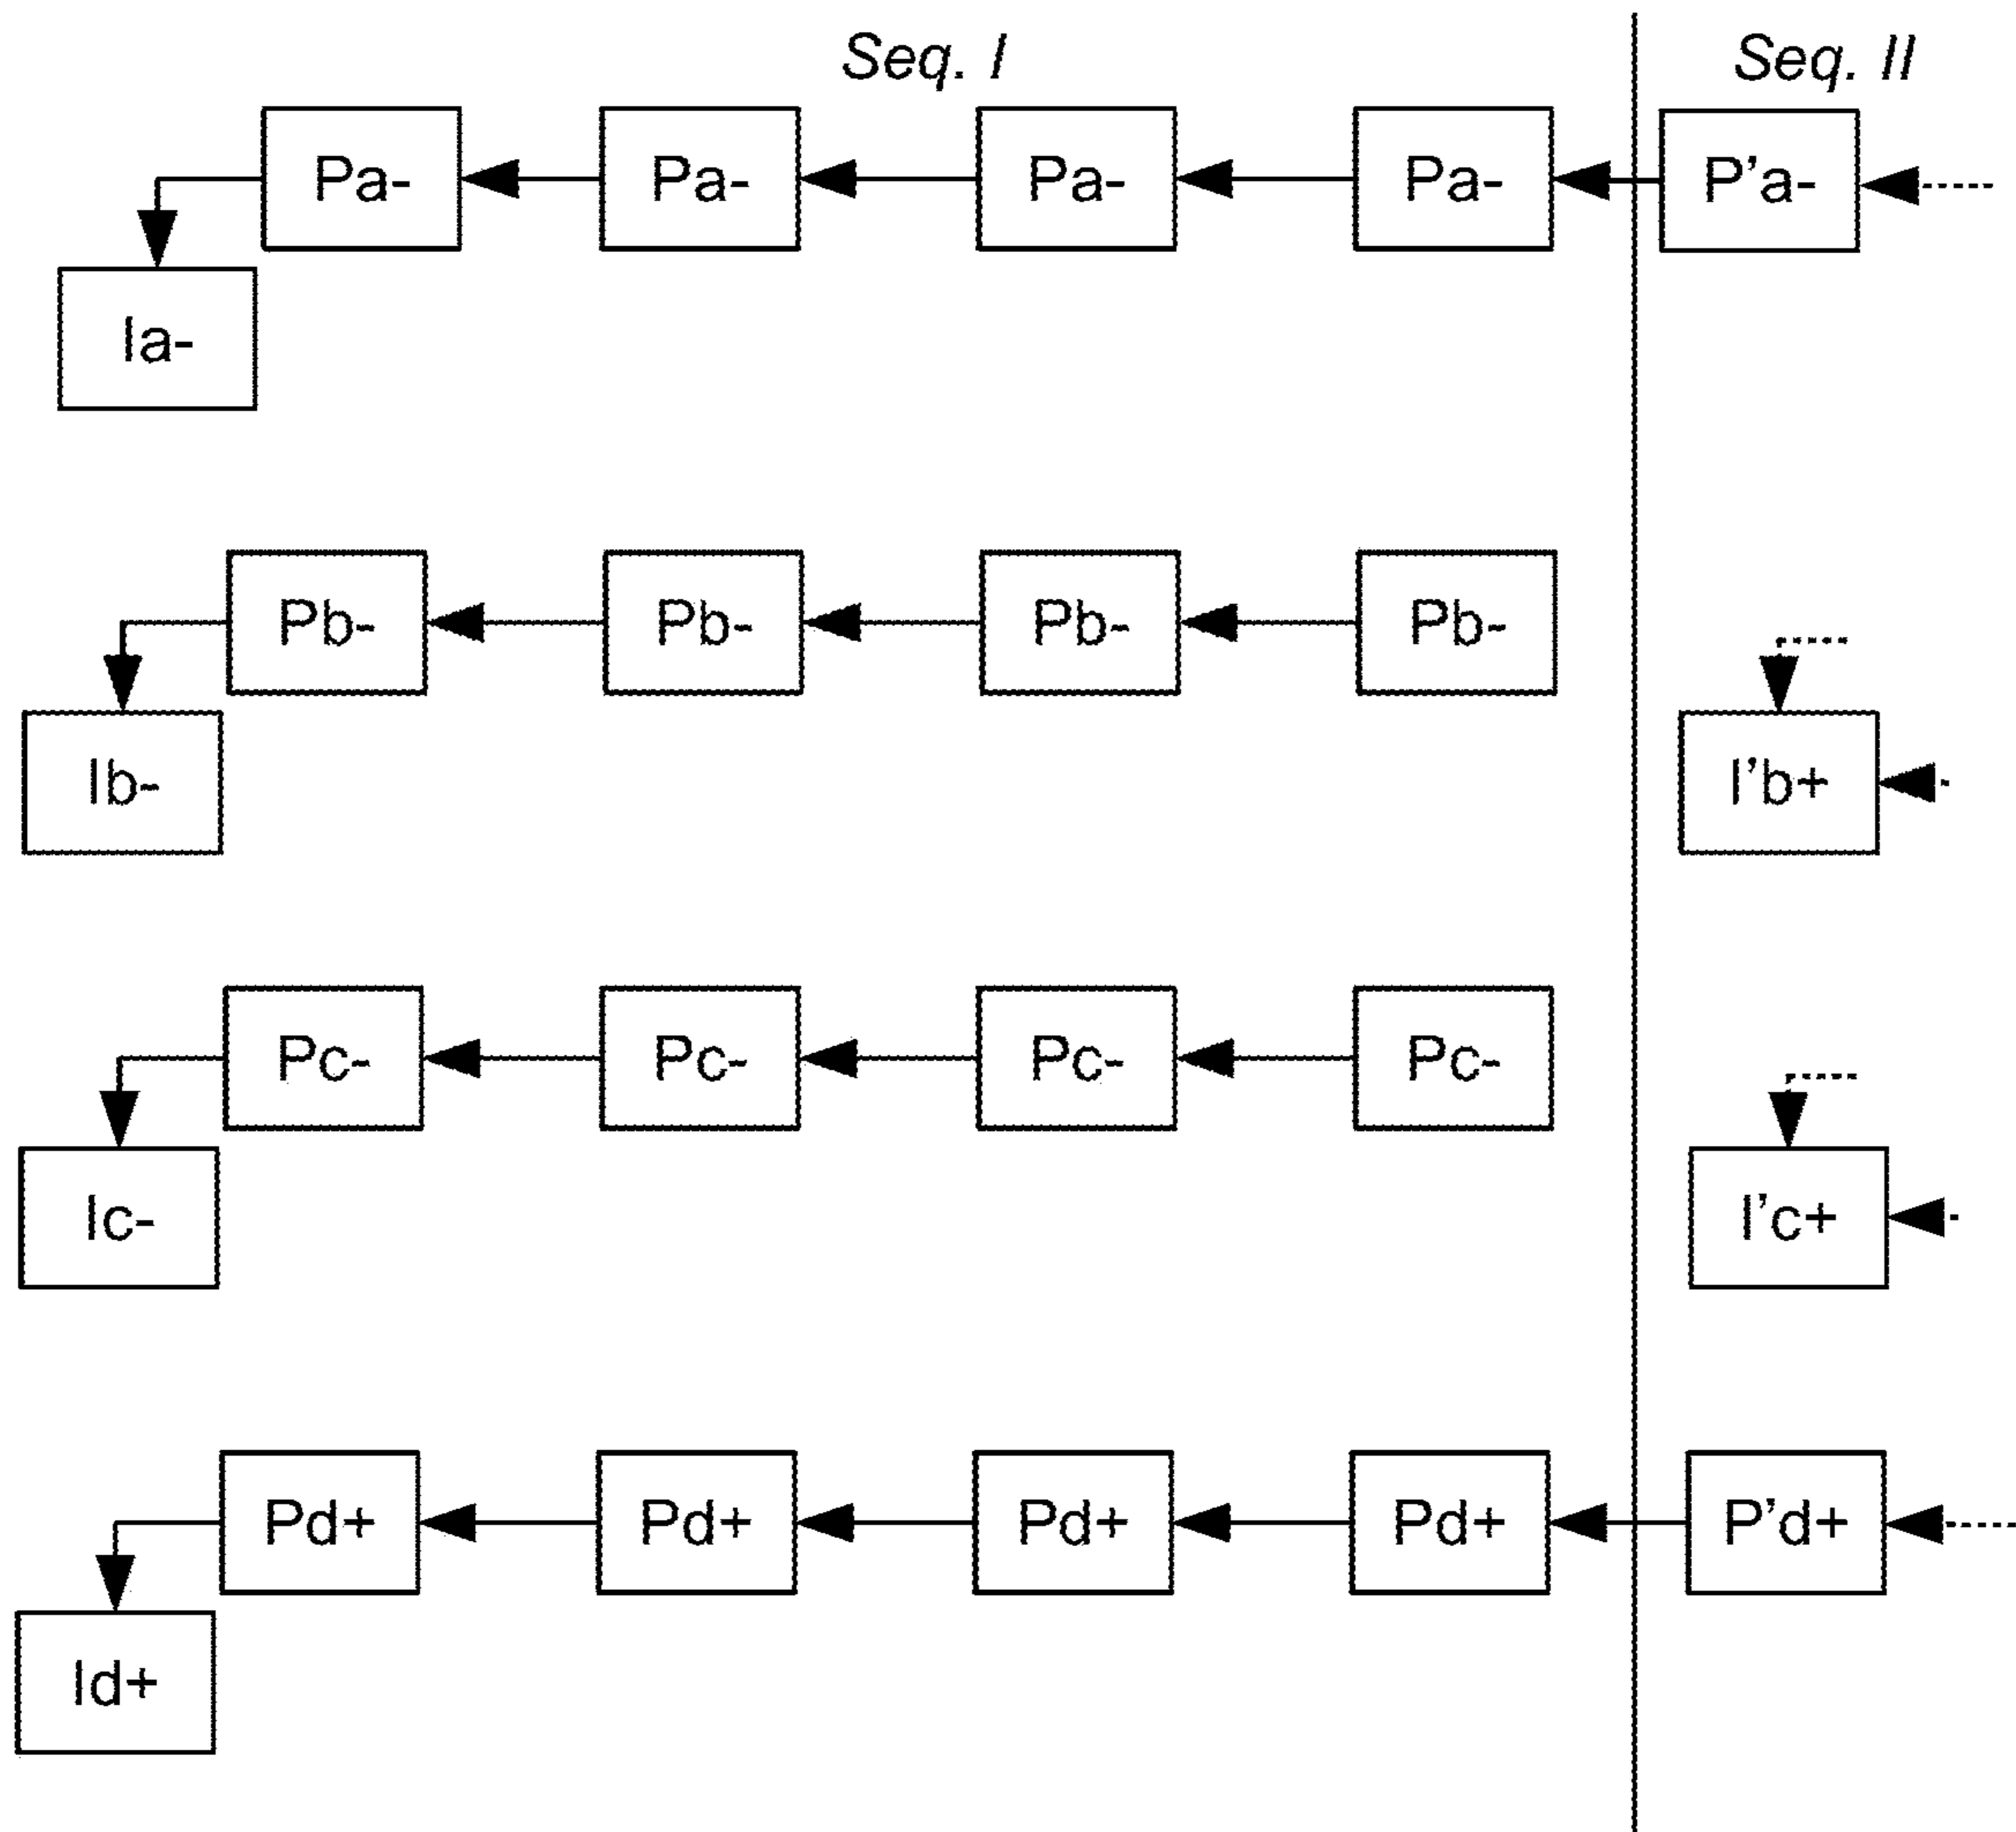 Seq. I Seq. II
Pa- Pa- Pa- Pa- P'a-
Ia-
Pb- Pb- Pb- Pb-
Ib- I'b+
Pc- Pc- Pc- Pc-
Ic- I'c+
Pd+ Pd+ Pd+ Pd+ P'd+
Id+